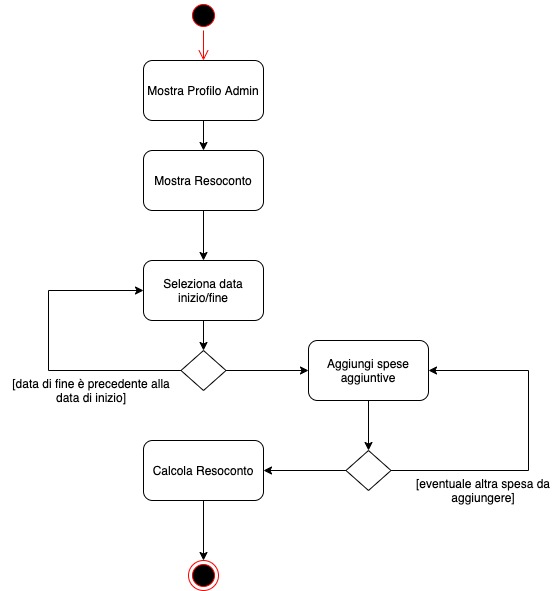 Mostra Profilo Admin
Mostra Resoconto
Seleziona data
inizio/fine
Aggiungi spese
aggiuntive
[data di fine è precedente alla
data di inizio]
Calcola Resoconto
[eventuale altra spesa da
aggiungere]